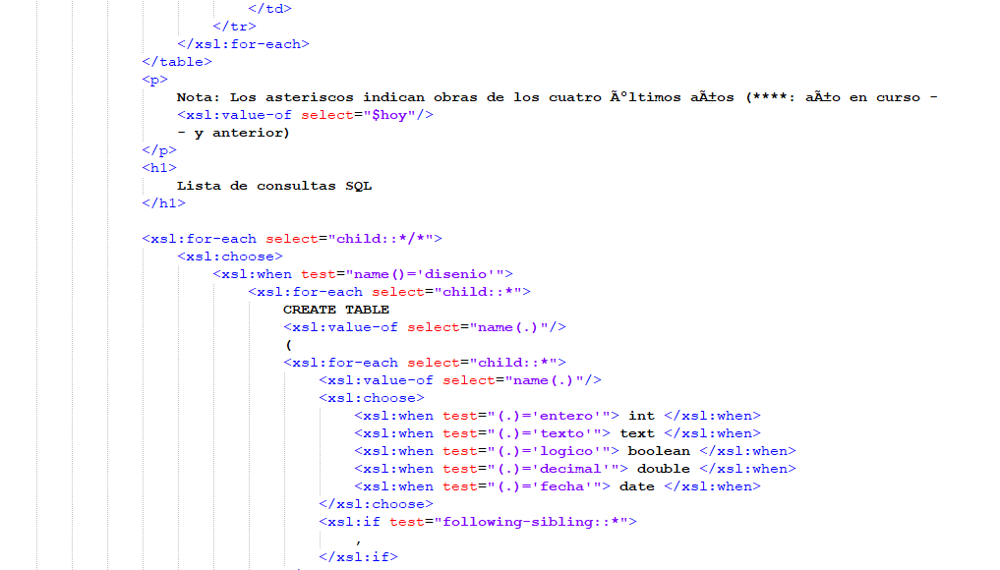 </td>
</tr>
</xsl:for-each>
</table>
<p>
Nota: Los asteriscos indican obras de los cuatro Ãºltimos aÃ±os (****: aÃ±o en curso -
<xsl:value-of select="$hoy"/>
- y anterior)
</p>
<h1>
Lista de consultas SQL
</h1>
<xsl:for-each select="child::*/*">
<xsl:choose>
<xsl:when test="name()='disenio'">
<xsl:for-each select="child::*">
CREATE TABLE
<xsl:value-of select="name(.)"/>
(
<xsl:for-each select="child::*">
<xsl:value-of select="name(.)"/>
<xsl:choose>
<xsl:when test="(.)='entero'"> int </xsl:when>
<xsl:when test="(.)='texto'"> text </xsl:when>
<xsl:when test="(.)='logico'"> boolean </xsl:when>
<xsl:when test="(.)='decimal'"> double </xsl:when>
<xsl:when test="(.)='fecha'"> date </xsl:when>
</xsl:choose>
<xsl:if test="following-sibling::*">
,
</xsl:if>